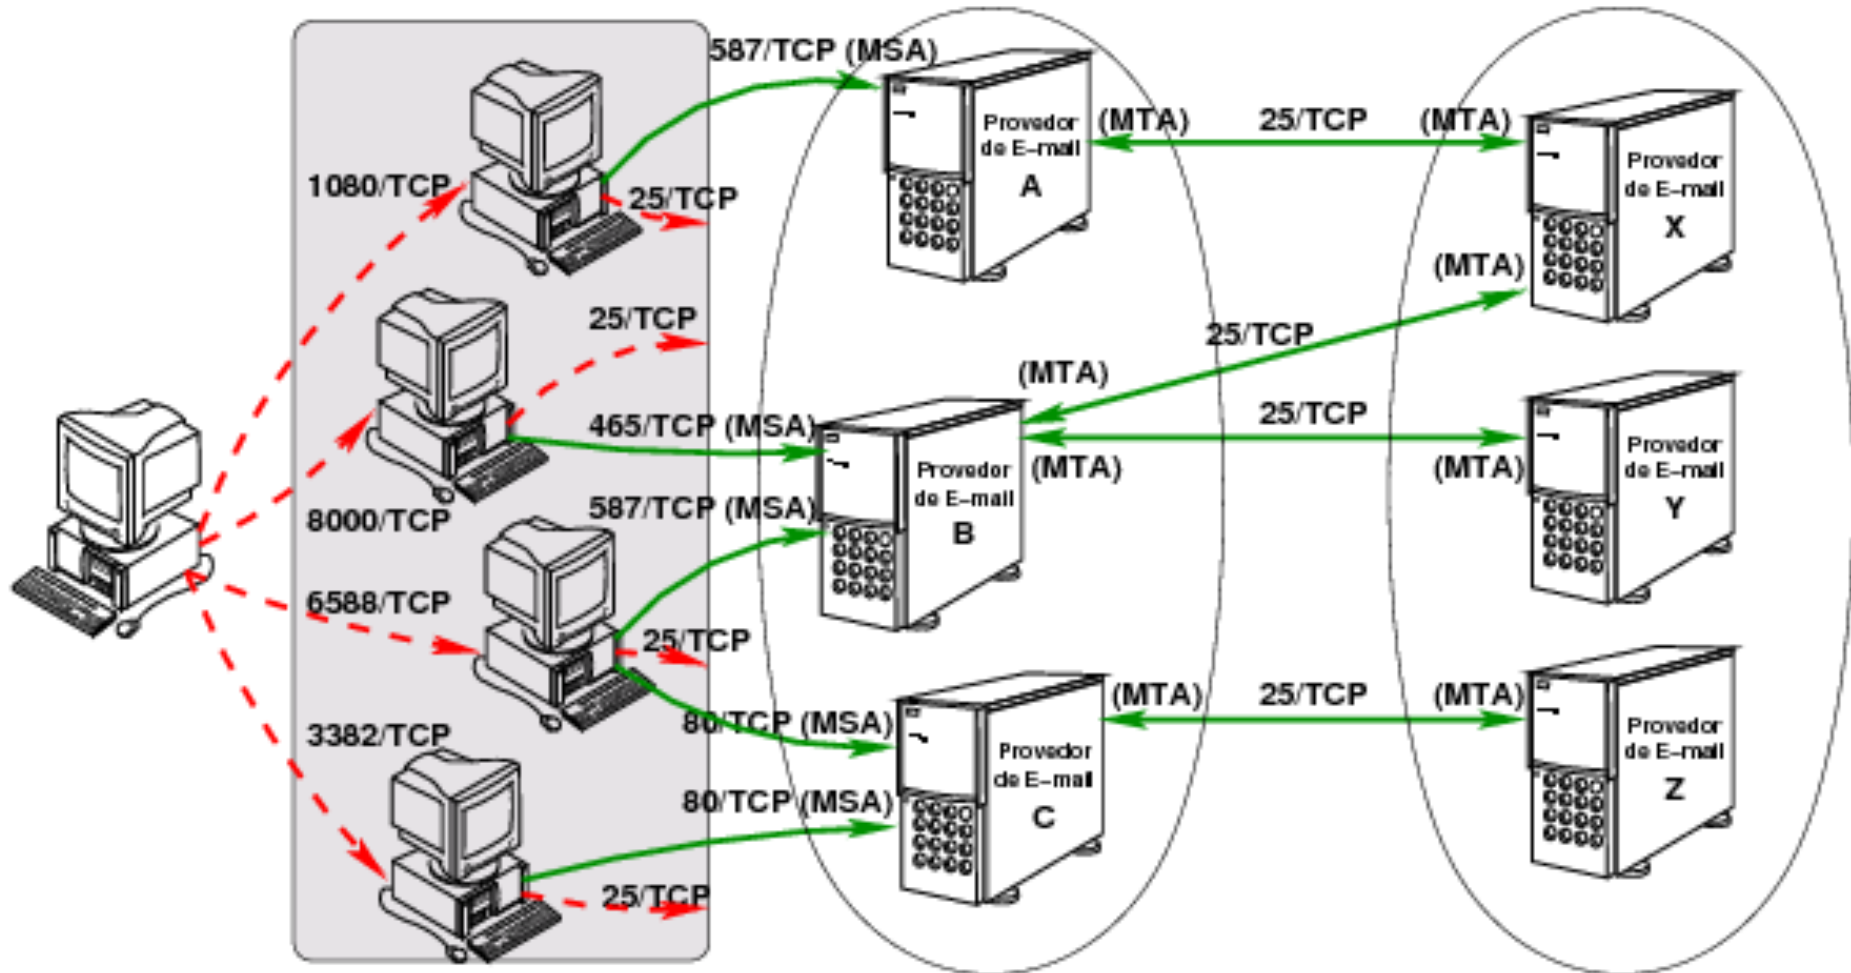 587/TCP (MSA)
1080/TCP
25/TCP
Provedor
de E-mail
A
(MTA)
25/TCP
(MTA)
Provedor
de E-mail
X
25/TCP
(MTA)
25/TCP
(MTA)
465/TCP (MSA)
8000/TCP
587/TCP (MSA)
Provedor
de E-mail
B
(MTA)
25/TCP
(MTA)
Provedor
de E-mail
Y
6588/TCP
25/TCP
80/TCP (MSA)
3382/TCP
80/TCP (MSA)
25/TCP
Provedor
de E-mail
C
(MTA)
25/TCP
(MTA)
Provedor
de E-mail
Z